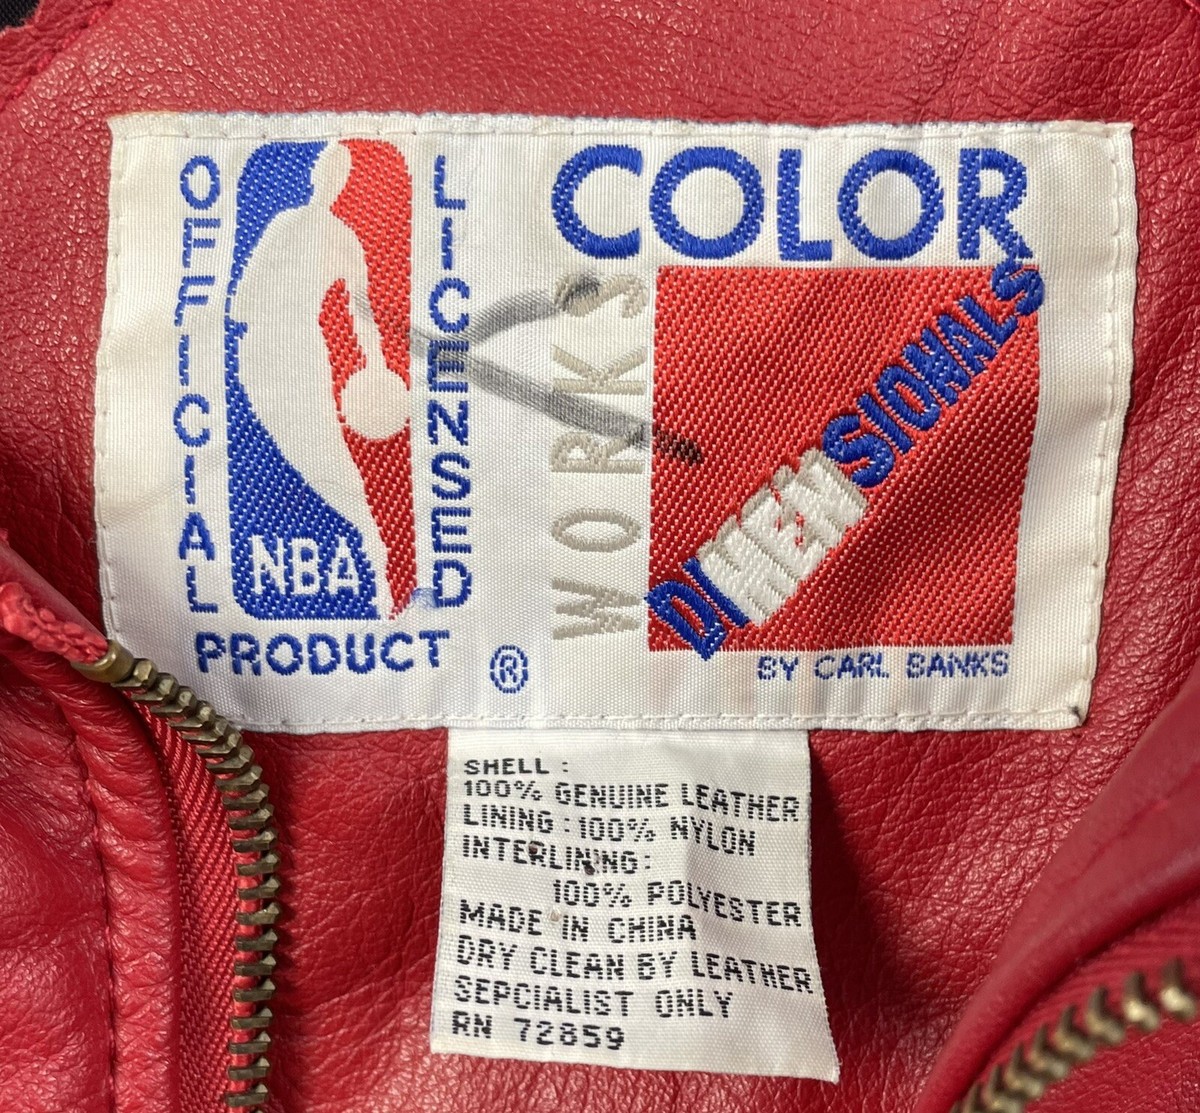 OFFICIAL
LICENSED
NBA
PRODUCT ®
COLOR
WORKS
DIMENSIONALS
BY CARL BANKS
SHELL :
100% GENUINE LEATHER
LINING : 100% NYLON
INTERLINING:
100% POLYESTER
MADE IN CHINA
DRY CLEAN BY LEATHER
SEPCIALIST ONLY
RN 72859